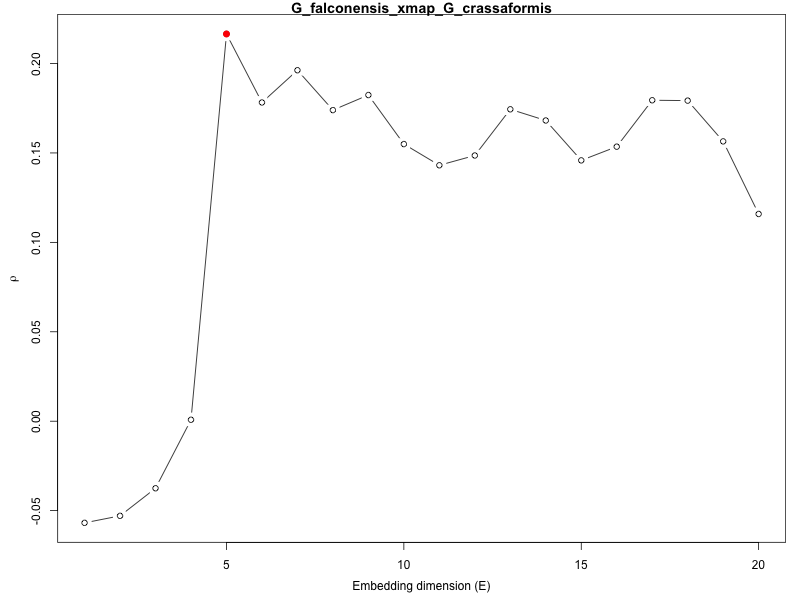 G_falconensis_xmap_G_crassaformis
0.20
0.15
0.10
0.05
0.00
-0.05
ρ
5 10 15 20
Embedding dimension (E)